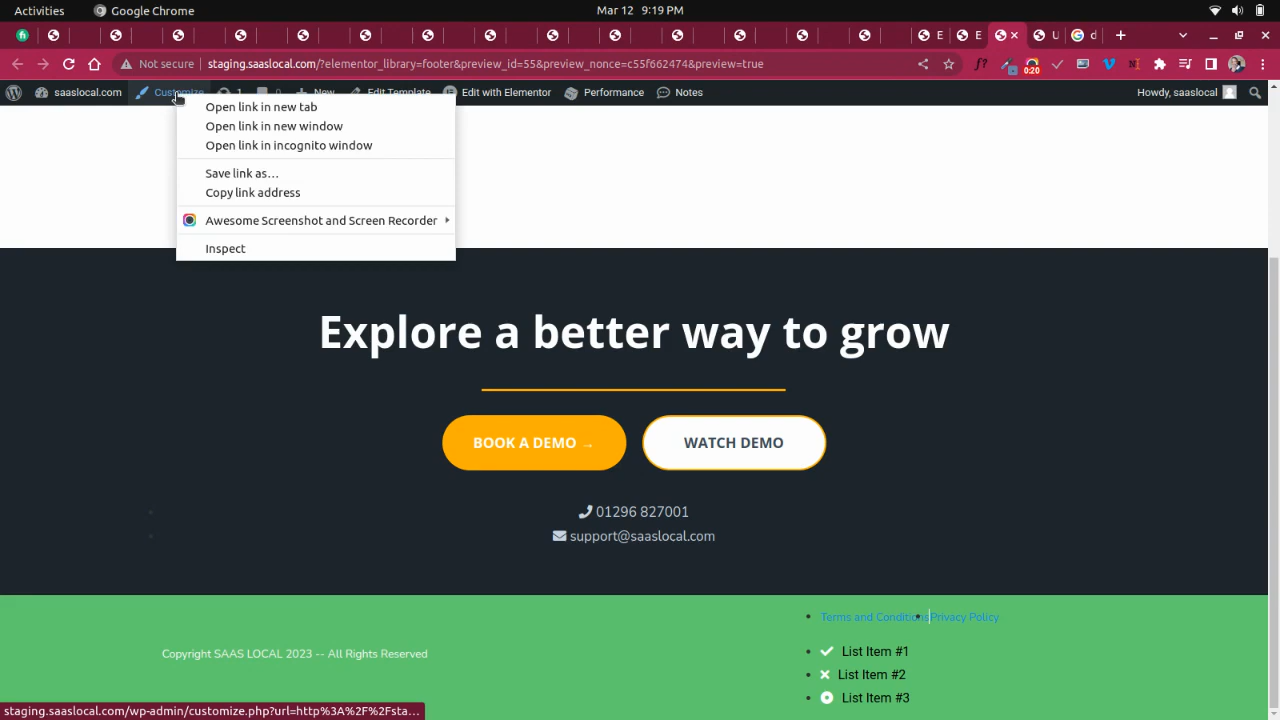 Activities
Google Chrome
Mar 12 9:19 PM
E
E
U
d
Not secure
staging.saaslocal.com/?elementor_library=footer&preview_id=55&preview_nonce=c55f662474&preview=true
0:20
saaslocal.com
Customize
1
0
New
Edit Template
Edit with Elementor
Performance
Notes
Howdy, saaslocal
Open link in new tab
Open link in new window
Open link in incognito window
Save link as…
Copy link address
Awesome Screenshot and Screen Recorder
Inspect
Explore a better way to grow
BOOK A DEMO →
WATCH DEMO
01296 827001
support@saaslocal.com
Terms and Conditions
Privacy Policy
Copyright SAAS LOCAL 2023 -- All Rights Reserved
List Item #1
List Item #2
List Item #3
staging.saaslocal.com/wp-admin/customize.php?url=http%3A%2F%2Fsta…